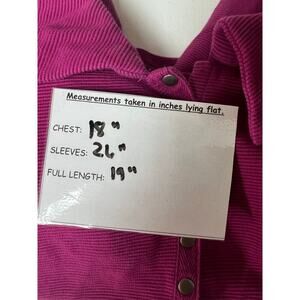 Measurements taken in inches lying flat.
CHEST: 18"
SLEEVES: 26"
FULL LENGTH: 19"